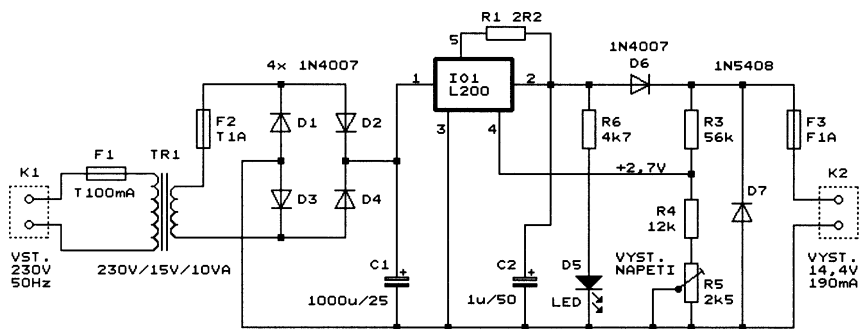 R1 2R2
5
4x 1N4007
1N4007
1N5408
D6
1
IO1
L200
2
F2
T1A
D1
D2
3
4
R6
4k7
R3
56k
F3
F1A
K1
F1
TR1
T100mA
+2,7V
K2
D3
D4
D7
R4
12k
VST.
230V
50Hz
230V/15V/10VA
C1
+
1000u/25
C2
+
1u/50
D5
LED
VYST.
NAPETI
R5
2k5
VYST.
14,4V
190mA